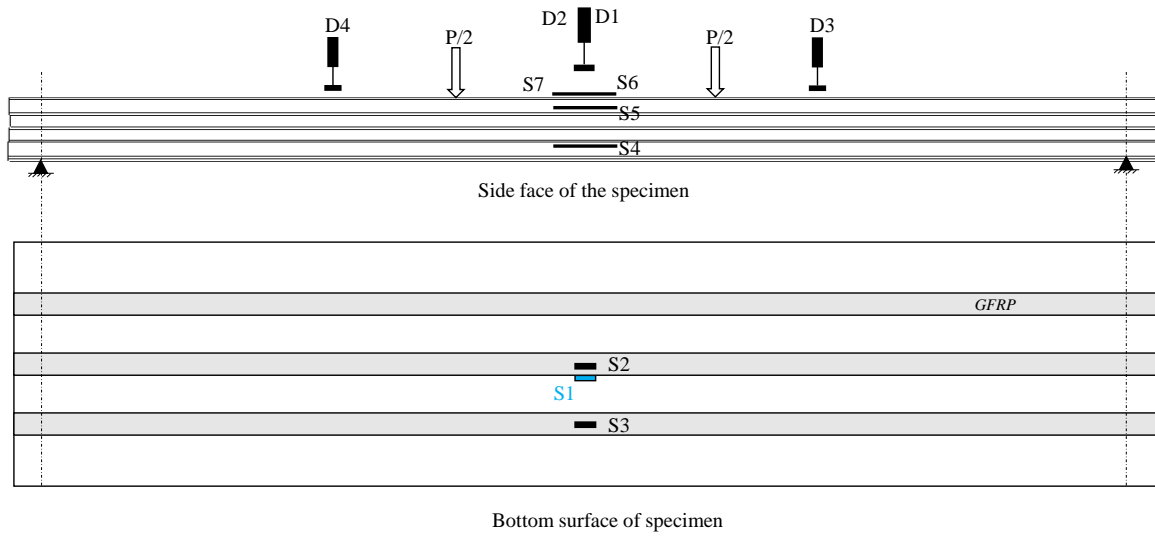 D2 D1
D4
P/2
P/2
D3
S7
S6
S5
S4
Side face of the specimen
GFRP
S2
S1
S3
Bottom surface of specimen